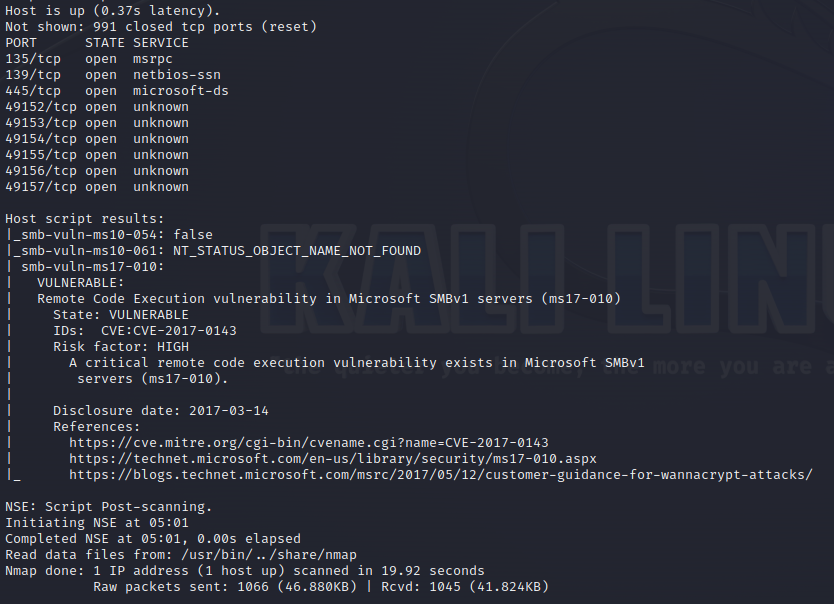 Host is up (0.37s latency).
Not shown: 991 closed tcp ports (reset)
PORT      STATE SERVICE
135/tcp   open  msrpc
139/tcp   open  netbios-ssn
445/tcp   open  microsoft-ds
49152/tcp open  unknown
49153/tcp open  unknown
49154/tcp open  unknown
49155/tcp open  unknown
49156/tcp open  unknown
49157/tcp open  unknown

Host script results:
|_smb-vuln-ms10-054: false
|_smb-vuln-ms10-061: NT_STATUS_OBJECT_NAME_NOT_FOUND
| smb-vuln-ms17-010:
|   VULNERABLE:
|   Remote Code Execution vulnerability in Microsoft SMBv1 servers (ms17-010)
|     State: VULNERABLE
|     IDs:  CVE:CVE-2017-0143
|     Risk factor: HIGH
|       A critical remote code execution vulnerability exists in Microsoft SMBv1
|        servers (ms17-010).
|
|     Disclosure date: 2017-03-14
|     References:
|       https://cve.mitre.org/cgi-bin/cvename.cgi?name=CVE-2017-0143
|       https://technet.microsoft.com/en-us/library/security/ms17-010.aspx
|_      https://blogs.technet.microsoft.com/msrc/2017/05/12/customer-guidance-for-wannacrypt-attacks/

NSE: Script Post-scanning.
Initiating NSE at 05:01
Completed NSE at 05:01, 0.00s elapsed
Read data files from: /usr/bin/../share/nmap
Nmap done: 1 IP address (1 host up) scanned in 19.92 seconds
           Raw packets sent: 1066 (46.880KB) | Rcvd: 1045 (41.824KB)
KALI LIN
the quieter you become, the more you are a